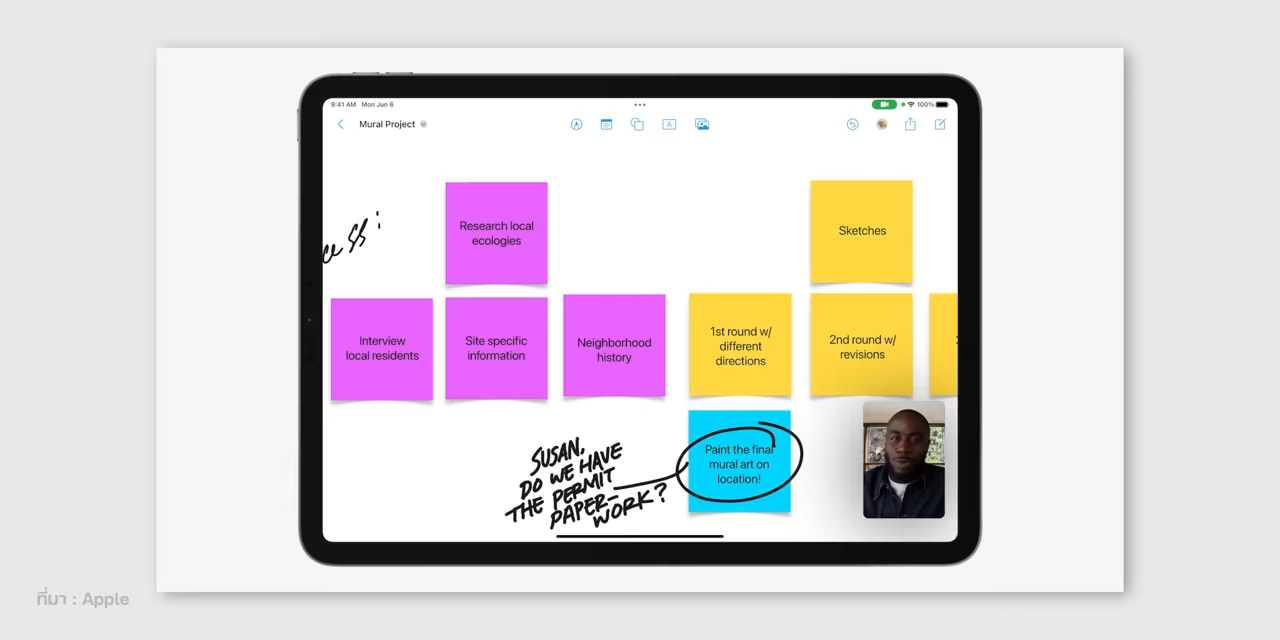 9:41 AM Mon Jun 6
100%
Mural Project
A
Research local
ecologies
Sketches
Interview
local residents
Site specific
information
Neighborhood
history
1st round w/
different
directions
2nd round w/
revisions
SUSAN,
DO WE HAVE
THE PERMIT
PAPER-
WORK?
Paint the final
mural art on
location!
ที่มา : Apple